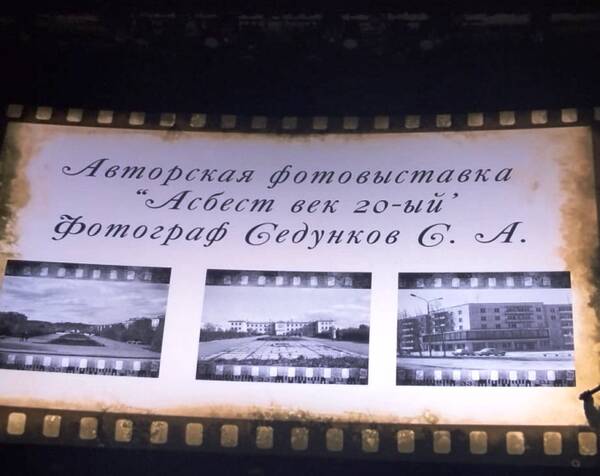 Авторская фотовыставка
“Асбест век 20-ый’
Фотограф Седунков С. А.